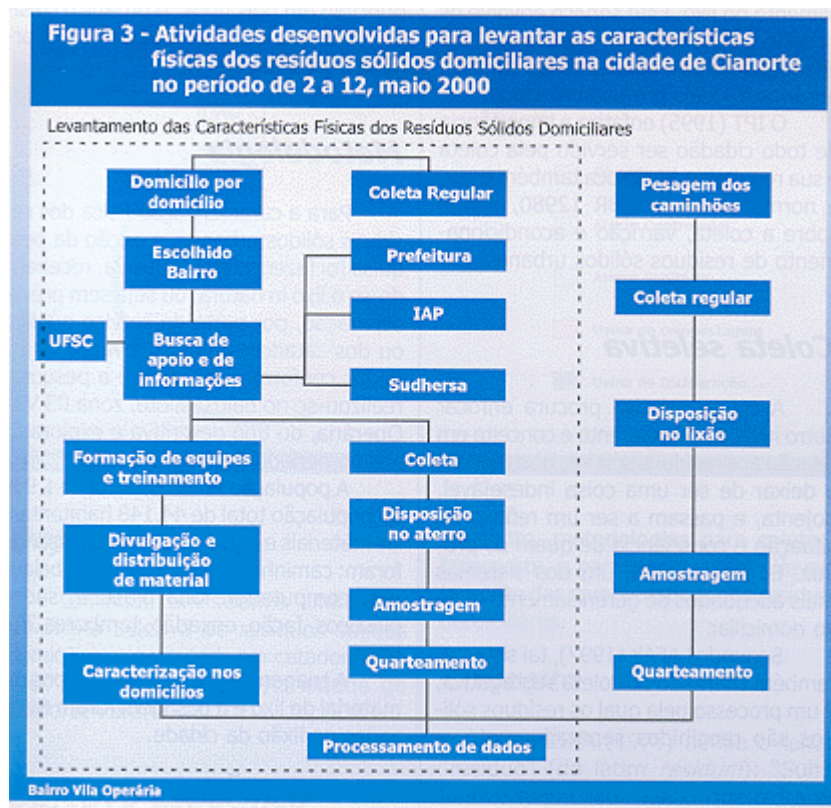 Figura 3 - Atividades desenvolvidas para levantar as características
físicas dos resíduos sólidos domiciliares na cidade de Cianorte
no período de 2 a 12, maio 2000
Levantamento das Características Físicas dos Resíduos Sólidos Domiciliares
Domicílio por
domicílio
Coleta Regular
Pesagem dos
caminhões
Escolhido
Bairro
Prefeitura
IAP
Coleta regular
UFSC
Busca de
apoio e de
informações
Sudhersa
Disposição
no lixão
Formação de equipes
e treinamento
Coleta
Divulgação e
distribuição
de material
Disposição
no aterro
Amostragem
Amostragem
Caracterização nos
domicílios
Quarteamento
Quarteamento
Processamento de dados
Bairro Vila Operária